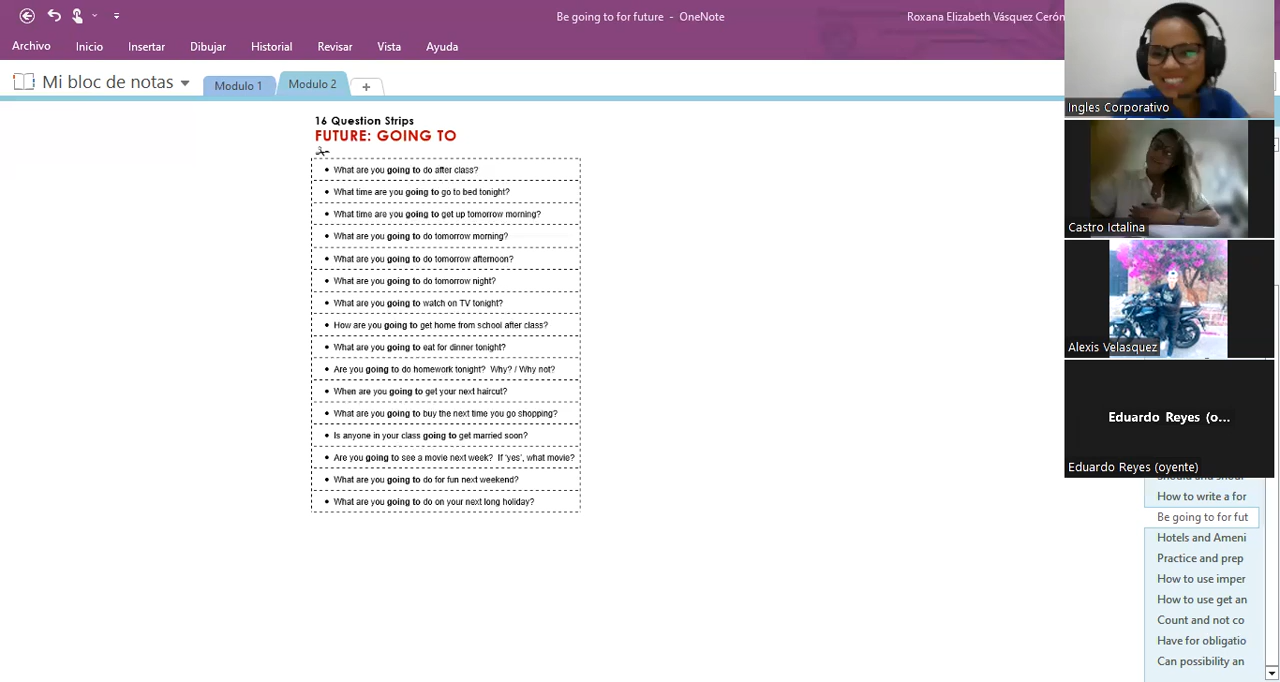 Be going to for future - OneNote
Roxana Elizabeth Vásquez Cerón
Archivo
Inicio
Insertar
Dibujar
Historial
Revisar
Vista
Ayuda
Mi bloc de notas
Modulo 1
Modulo 2
16 Question Strips
FUTURE: GOING TO
• What are you going to do after class?
• What time are you going to go to bed tonight?
• What time are you going to get up tomorrow morning?
• What are you going to do tomorrow morning?
• What are you going to do tomorrow afternoon?
• What are you going to do tomorrow night?
• What are you going to watch on TV tonight?
• How are you going to get home from school after class?
• What are you going to eat for dinner tonight?
• Are you going to do homework tonight? Why? / Why not?
• When are you going to get your next haircut?
• What are you going to buy the next time you go shopping?
• Is anyone in your class going to get married soon?
• Are you going to see a movie next week? If 'yes', what movie?
• What are you going to do for fun next weekend?
• What are you going to do on your next long holiday?
Ingles Corporativo
Castro Ictalina
Alexis Velasquez
Eduardo Reyes (o...
Eduardo Reyes (oyente)
How to write a for
Be going to for fut
Hotels and Ameni
Practice and prep
How to use imper
How to use get an
Count and not co
Have for obligatio
Can possibility an